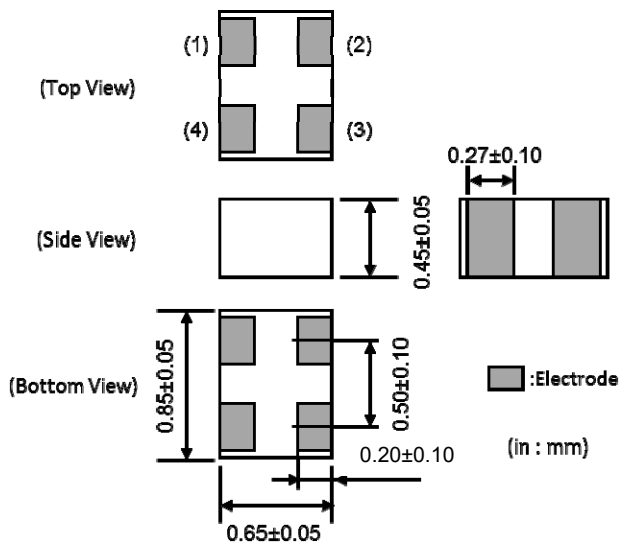 (1)
(2)
(Top View)
(4)
(3)
0.27±0.10
(Side View)
0.45±0.05
0.85±0.05
0.50±0.10
:Electrode
(Bottom View)
0.20±0.10
(in : mm)
0.65±0.05